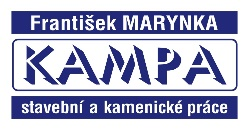 František MARYNKA
KAMPA
stavební a kamenické práce